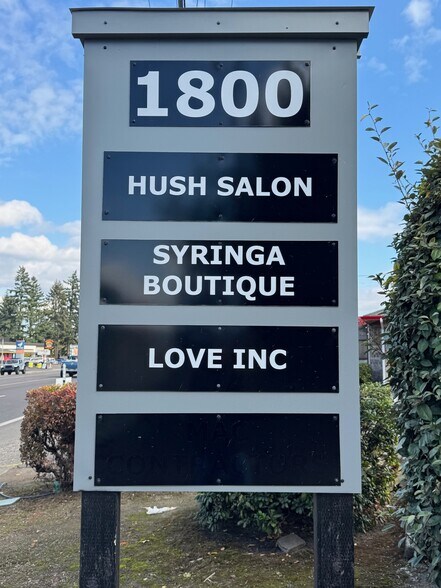 1800
HUSH SALON
SYRINGA
BOUTIQUE
LOVE INC